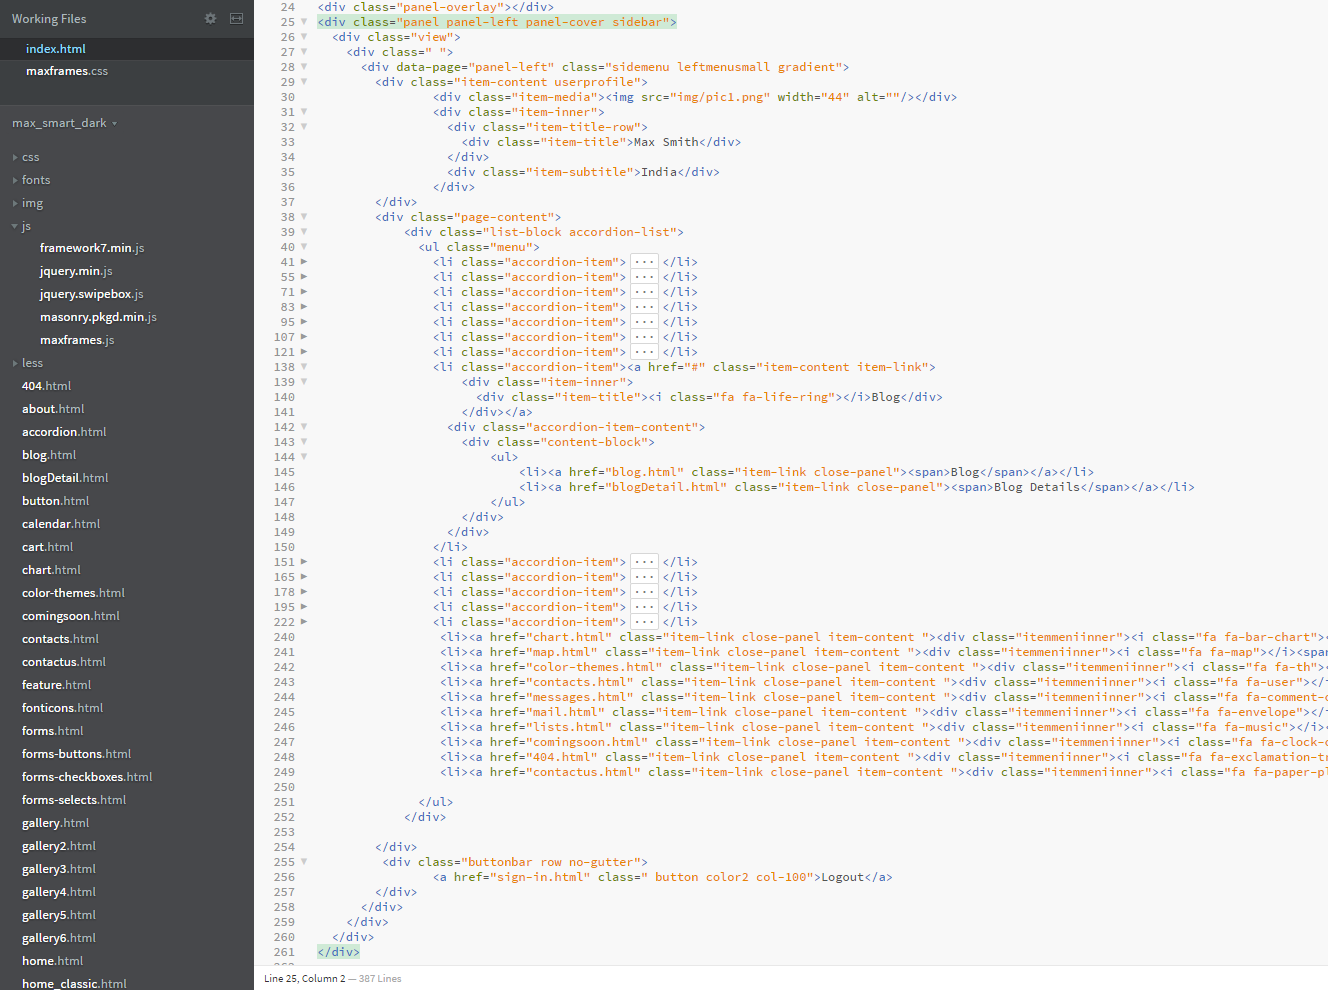 Working Files
index.html
maxframes.css
max_smart_dark
css
fonts
img
js
framework7.min.js
jquery.min.js
jquery.swipebox.js
masonry.pkgd.min.js
maxframes.js
less
404.html
about.html
accordion.html
blog.html
blogDetail.html
button.html
calendar.html
cart.html
chart.html
color-themes.html
comingsoon.html
contacts.html
contactus.html
feature.html
fonticons.html
forms.html
forms-buttons.html
forms-checkboxes.html
forms-selects.html
gallery.html
gallery2.html
gallery3.html
gallery4.html
gallery5.html
gallery6.html
home.html
home_classic.html
24 <div class="panel-overlay"></div>
25 <div class="panel panel-left panel-cover sidebar">
26 <div class="view">
27 <div class=" ">
28 <div data-page="panel-left" class="sidemenu leftmenusmall gradient">
29 <div class="item-content userprofile">
30 <div class="item-media"><img src="img/pic1.png" width="44" alt=""/></div>
31 <div class="item-inner">
32 <div class="item-title-row">
33 <div class="item-title">Max Smith</div>
34 </div>
35 <div class="item-subtitle">India</div>
36 </div>
37 </div>
38 <div class="page-content">
39 <div class="list-block accordion-list">
40 <ul class="menu">
41 <li class="accordion-item"> ... </li>
55 <li class="accordion-item"> ... </li>
71 <li class="accordion-item"> ... </li>
83 <li class="accordion-item"> ... </li>
95 <li class="accordion-item"> ... </li>
107 <li class="accordion-item"> ... </li>
121 <li class="accordion-item"> ... </li>
138 <li class="accordion-item"><a href="#" class="item-content item-link">
139 <div class="item-inner">
140 <div class="item-title"><i class="fa fa-life-ring"></i>Blog</div>
141 </div></a>
142 <div class="accordion-item-content">
143 <div class="content-block">
144 <ul>
145 <li><a href="blog.html" class="item-link close-panel"><span>Blog</span></a></li>
146 <li><a href="blogDetail.html" class="item-link close-panel"><span>Blog Details</span></a></li>
147 </ul>
148 </div>
149 </div>
150 </li>
151 <li class="accordion-item"> ... </li>
165 <li class="accordion-item"> ... </li>
178 <li class="accordion-item"> ... </li>
195 <li class="accordion-item"> ... </li>
222 <li class="accordion-item"> ... </li>
240 <li><a href="chart.html" class="item-link close-panel item-content "><div class="itemmeniinner"><i class="fa fa-bar-chart"><
241 <li><a href="map.html" class="item-link close-panel item-content "><div class="itemmeniinner"><i class="fa fa-map"></i><span
242 <li><a href="color-themes.html" class="item-link close-panel item-content "><div class="itemmeniinner"><i class="fa fa-th"><
243 <li><a href="contacts.html" class="item-link close-panel item-content "><div class="itemmeniinner"><i class="fa fa-user"></i
244 <li><a href="messages.html" class="item-link close-panel item-content "><div class="itemmeniinner"><i class="fa fa-comment-
245 <li><a href="mail.html" class="item-link close-panel item-content "><div class="itemmeniinner"><i class="fa fa-envelope"></i
246 <li><a href="lists.html" class="item-link close-panel item-content "><div class="itemmeniinner"><i class="fa fa-music"></i><
247 <li><a href="comingsoon.html" class="item-link close-panel item-content "><div class="itemmeniinner"><i class="fa fa-clock-
248 <li><a href="404.html" class="item-link close-panel item-content "><div class="itemmeniinner"><i class="fa fa-exclamation-tr
249 <li><a href="contactus.html" class="item-link close-panel item-content "><div class="itemmeniinner"><i class="fa fa-paper-pl
250
251 </ul>
252 </div>
253
254 </div>
255 <div class="buttonbar row no-gutter">
256 <a href="sign-in.html" class=" button color2 col-100">Logout</a>
257 </div>
258 </div>
259 </div>
260 </div>
261 </div>
Line 25, Column 2 — 387 Lines